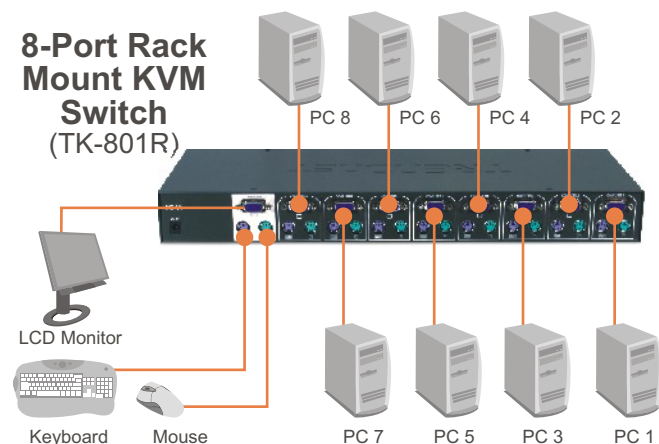 8-Port Rack
Mount KVM
Switch
(TK-801R)
PC 8
PC 6
PC 4
PC 2
LCD Monitor
Keyboard
Mouse
PC 7
PC 5
PC 3
PC 1